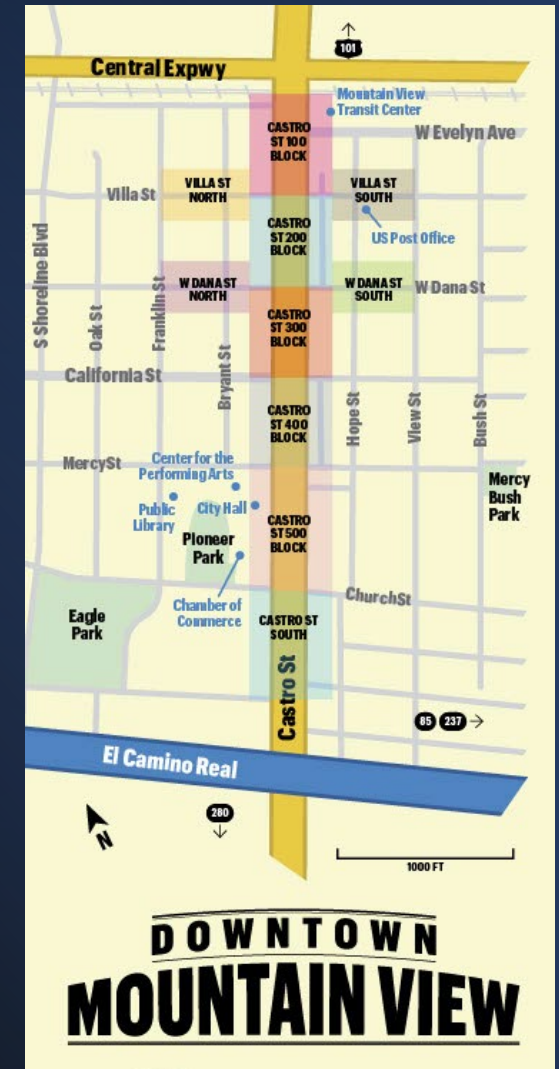 101
Central Expwy
Mountain View
Transit Center
CASTRO
ST 100
BLOCK
W Evelyn Ave
VILLA ST
NORTH
VILLA ST
SOUTH
Villa St
CASTRO
ST 200
BLOCK
US Post Office
S Shoreline Blvd
Oak St
Franklin St
W DANA ST
NORTH
W DANA ST
SOUTH
W Dana St
CASTRO
ST 300
BLOCK
Bryant St
California St
Hope St
View St
Bush St
CASTRO
ST 400
BLOCK
MercySt
Center for the
Performing Arts
Mercy
Bush
Park
Public
Library
City Hall
CASTRO
ST 500
BLOCK
Pioneer
Park
ChurchSt
Chamber of
Commerce
Eagle
Park
CASTRO ST
SOUTH
Castro St
85 237
El Camino Real
N
280
1000 FT
DOWNTOWN
MOUNTAIN VIEW